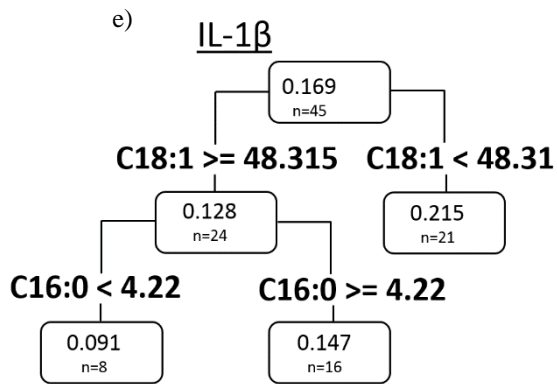 e)
IL-1β
0.169
n=45
C18:1 >= 48.315 C18:1 < 48.31
0.128
n=24
0.215
n=21
C16:0 < 4.22 C16:0 >= 4.22
0.091
n=8
0.147
n=16